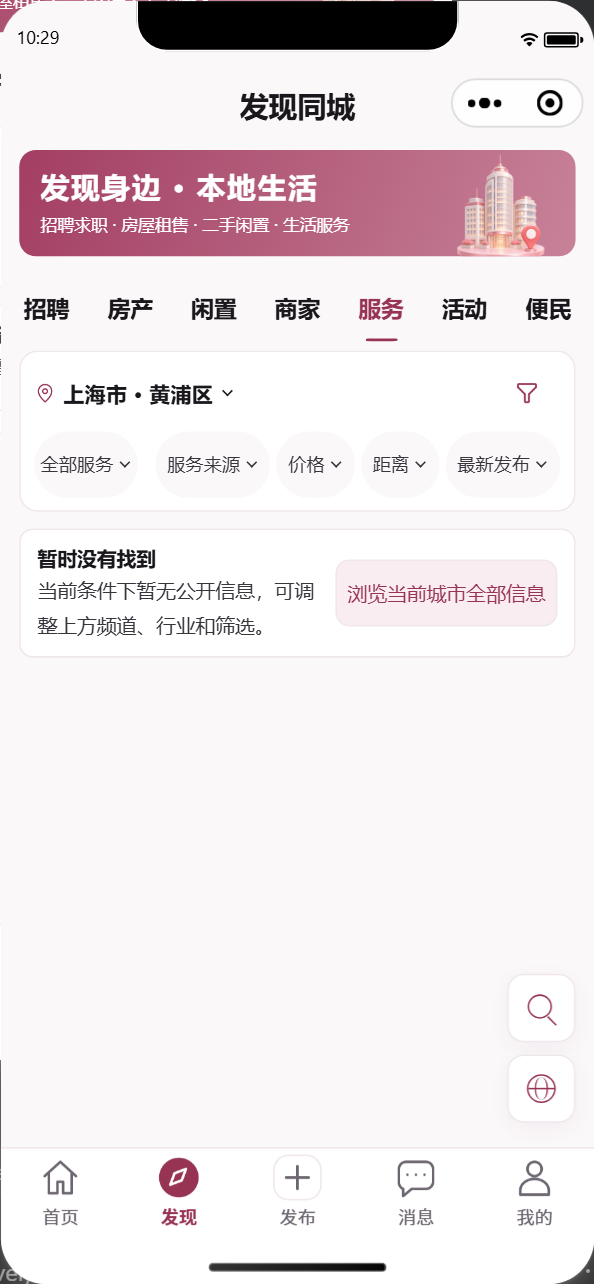 10:29
发现同城
发现身边 · 本地生活
招聘求职 · 房屋租售 · 二手闲置 · 生活服务
招聘 房产 闲置 商家 服务 活动 便民
上海市 · 黄浦区
全部服务 服务来源 价格 距离 最新发布
暂时没有找到
当前条件下暂无公开信息，可调
整上方频道、行业和筛选。
浏览当前城市全部信息
首页 发现 发布 消息 我的